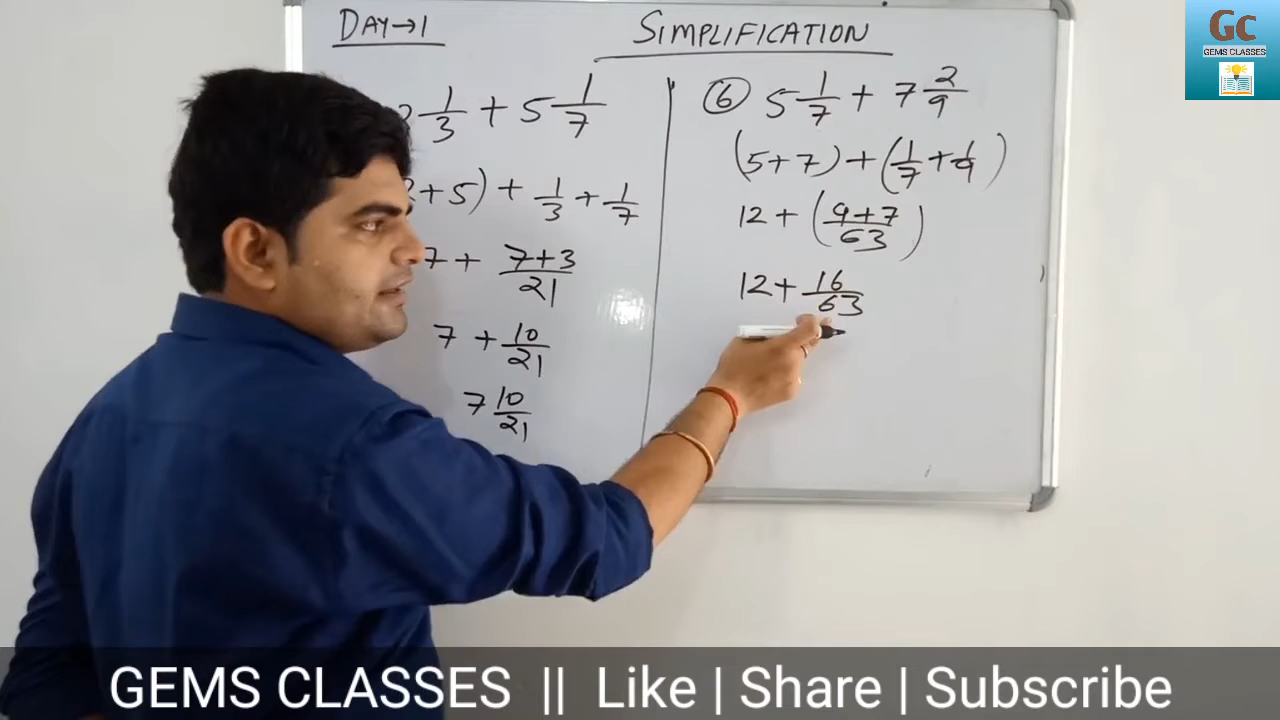 DAY→1
SIMPLIFICATION
1/3 + 5 1/7
+5) + 1/3 + 1/7
7 + (7+3)/21
7 + 10/21
7 10/21
⑥ 5 1/7 + 7 2/9
(5+7) + (1/7 + 1/9)
12 + ((9+7)/63)
12 + 16/63
GC
GEMS CLASSES
GEMS CLASSES || Like | Share | Subscribe